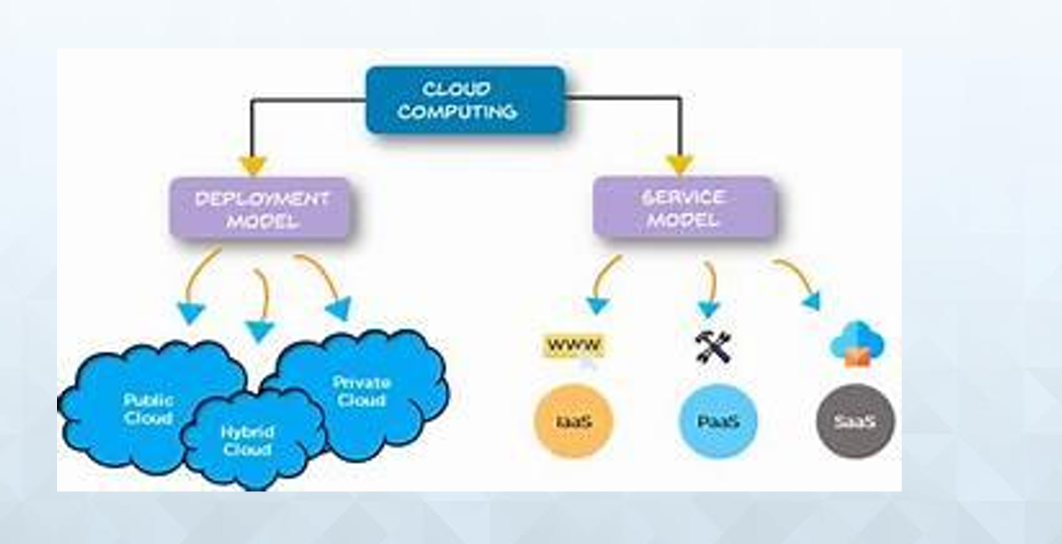 CLOUD
COMPUTING
DEPLOYMENT
MODEL
SERVICE
MODEL
Public
Cloud
Hybrid
Cloud
Private
Cloud
www
IaaS
PaaS
SaaS